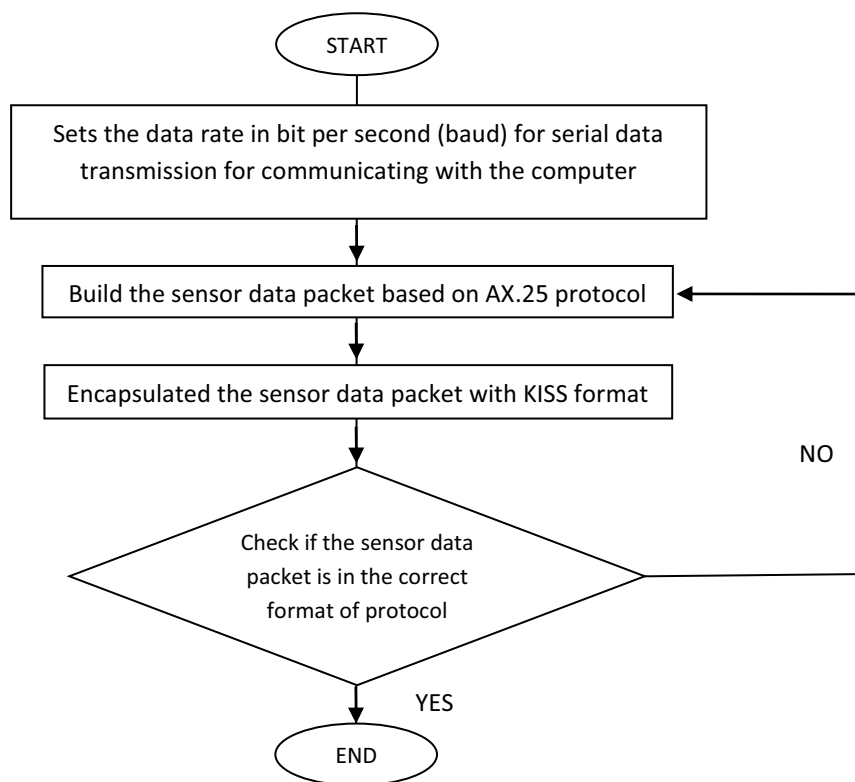 START
Sets the data rate in bit per second (baud) for serial data
transmission for communicating with the computer
Build the sensor data packet based on AX.25 protocol
Encapsulated the sensor data packet with KISS format
NO
Check if the sensor data
packet is in the correct
format of protocol
YES
END